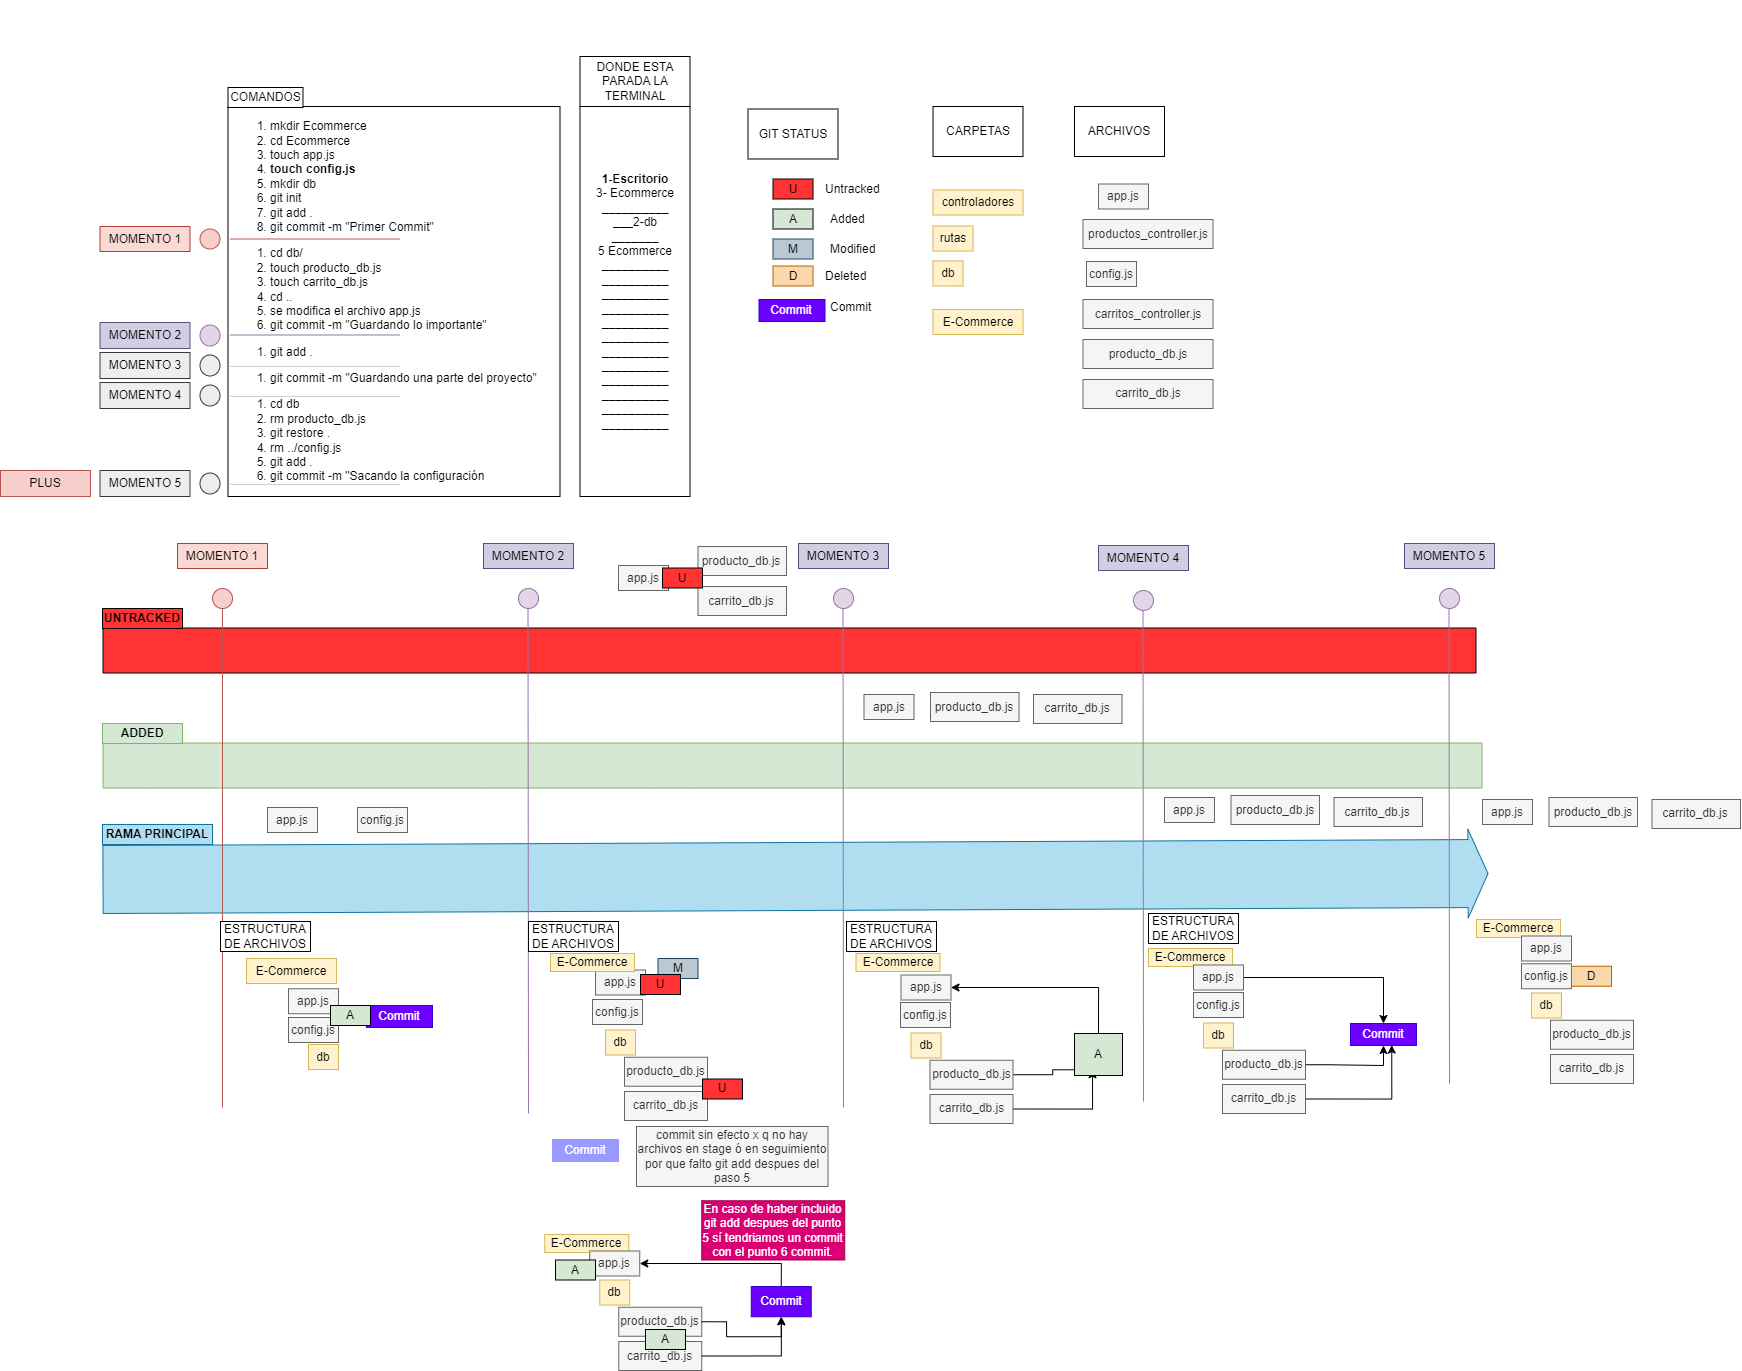 DONDE ESTA
PARADA LA
TERMINAL
COMANDOS
1. mkdir Ecommerce
2. cd Ecommerce
3. touch app.js
4. touch config.js
5. mkdir db
6. git init
7. git add .
8. git commit -m "Primer Commit"
MOMENTO 1
1. cd db/
2. touch producto_db.js
3. touch carrito_db.js
4. cd ..
5. se modifica el archivo app.js
6. git commit -m "Guardando lo importante"
MOMENTO 2
1. git add .
MOMENTO 3
1. git commit -m "Guardando una parte del proyecto"
MOMENTO 4
1. cd db
2. rm producto_db.js
3. git restore .
4. rm ../config.js
5. git add .
6. git commit -m "Sacando la configuración
PLUS
MOMENTO 5
1-Escritorio
3- Ecommerce
__________
___2-db
_______
5 Ecommerce
__________
__________
__________
__________
__________
__________
__________
__________
__________
__________
__________
__________
GIT STATUS
U
Untracked
A
Added
M
Modified
D
Deleted
Commit
Commit
CARPETAS
controladores
rutas
db
E-Commerce
ARCHIVOS
app.js
productos_controller.js
config.js
carritos_controller.js
producto_db.js
carrito_db.js
MOMENTO 1
MOMENTO 2
app.js
U
producto_db.js
carrito_db.js
MOMENTO 3
MOMENTO 4
MOMENTO 5
UNTRACKED
app.js
producto_db.js
carrito_db.js
ADDED
app.js
config.js
app.js
producto_db.js
carrito_db.js
app.js
producto_db.js
carrito_db.js
RAMA PRINCIPAL
ESTRUCTURA
DE ARCHIVOS
E-Commerce
app.js
config.js
A
Commit
db
ESTRUCTURA
DE ARCHIVOS
E-Commerce
M
app.js
U
config.js
db
producto_db.js
U
carrito_db.js
Commit
commit sin efecto x q no hay
archivos en stage ó en seguimiento
por que falto git add despues del
paso 5
En caso de haber incluido
git add despues del punto
5 sí tendriamos un commit
con el punto 6 commit.
E-Commerce
app.js
A
db
Commit
producto_db.js
A
carrito_db.js
ESTRUCTURA
DE ARCHIVOS
E-Commerce
app.js
config.js
db
A
producto_db.js
carrito_db.js
ESTRUCTURA
DE ARCHIVOS
E-Commerce
app.js
config.js
db
Commit
producto_db.js
carrito_db.js
E-Commerce
app.js
config.js
D
db
producto_db.js
carrito_db.js